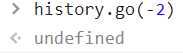 > history.go(-2)
< undefined